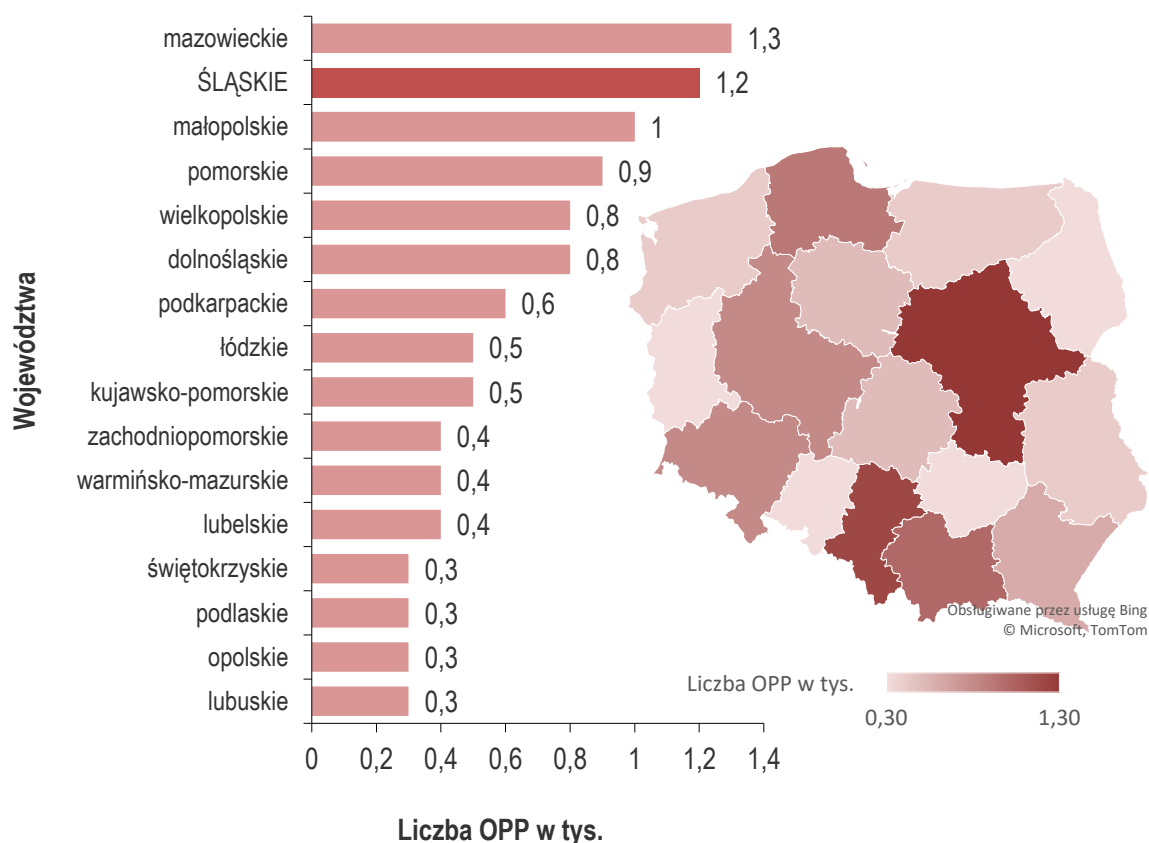 Województwa
mazowieckie 1,3
ŚLĄSKIE 1,2
małopolskie 1
pomorskie 0,9
wielkopolskie 0,8
dolnośląskie 0,8
podkarpackie 0,6
łódzkie 0,5
kujawsko-pomorskie 0,5
zachodniopomorskie 0,4
warmińsko-mazurskie 0,4
lubelskie 0,4
świętokrzyskie 0,3
podlaskie 0,3
opolskie 0,3
lubuskie 0,3
0 0,2 0,4 0,6 0,8 1 1,2 1,4
Liczba OPP w tys.
Obsługiwane przez usługę Bing
© Microsoft, TomTom
Liczba OPP w tys.
0,30 1,30